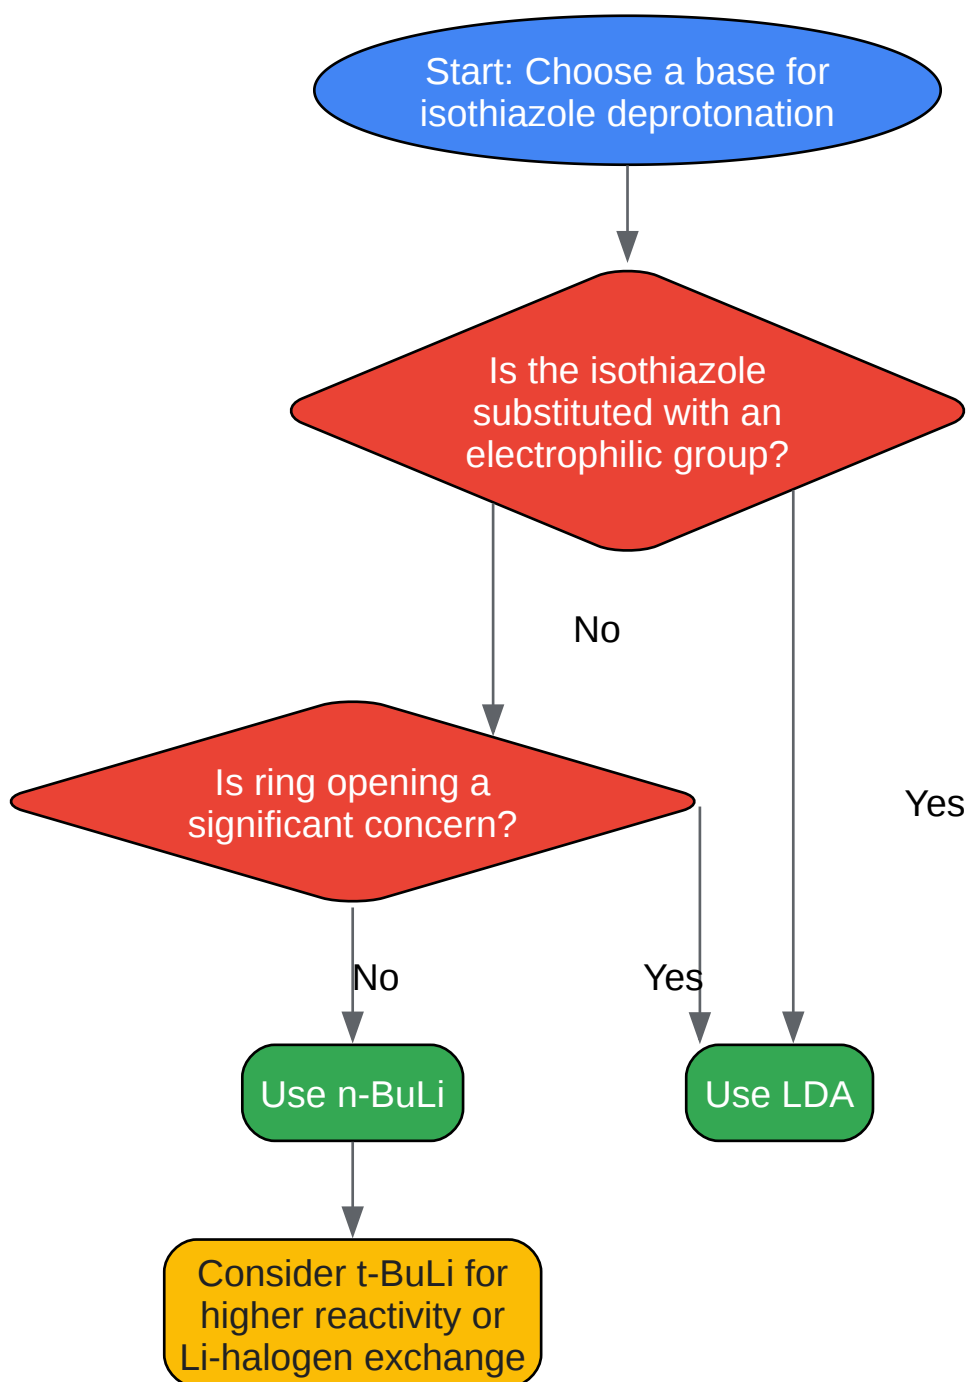 Start: Choose a base for
isothiazole deprotonation
Is the isothiazole
substituted with an
electrophilic group?
No
Is ring opening a
significant concern?
Yes
No
Yes
Use n-BuLi
Use LDA
Consider t-BuLi for
higher reactivity or
Li-halogen exchange